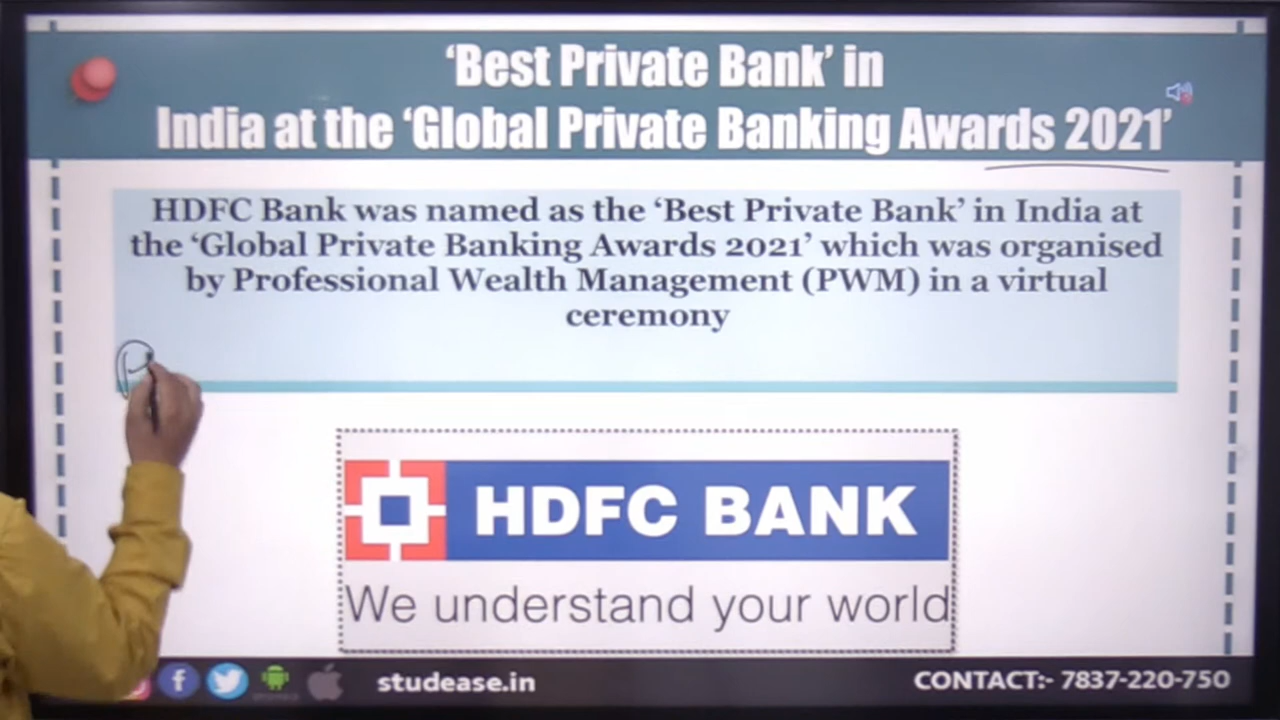 ‘Best Private Bank’ in
India at the ‘Global Private Banking Awards 2021’
HDFC Bank was named as the ‘Best Private Bank’ in India at
the ‘Global Private Banking Awards 2021’ which was organised
by Professional Wealth Management (PWM) in a virtual
ceremony
HDFC BANK
We understand your world
studease.in
CONTACT:- 7837-220-750